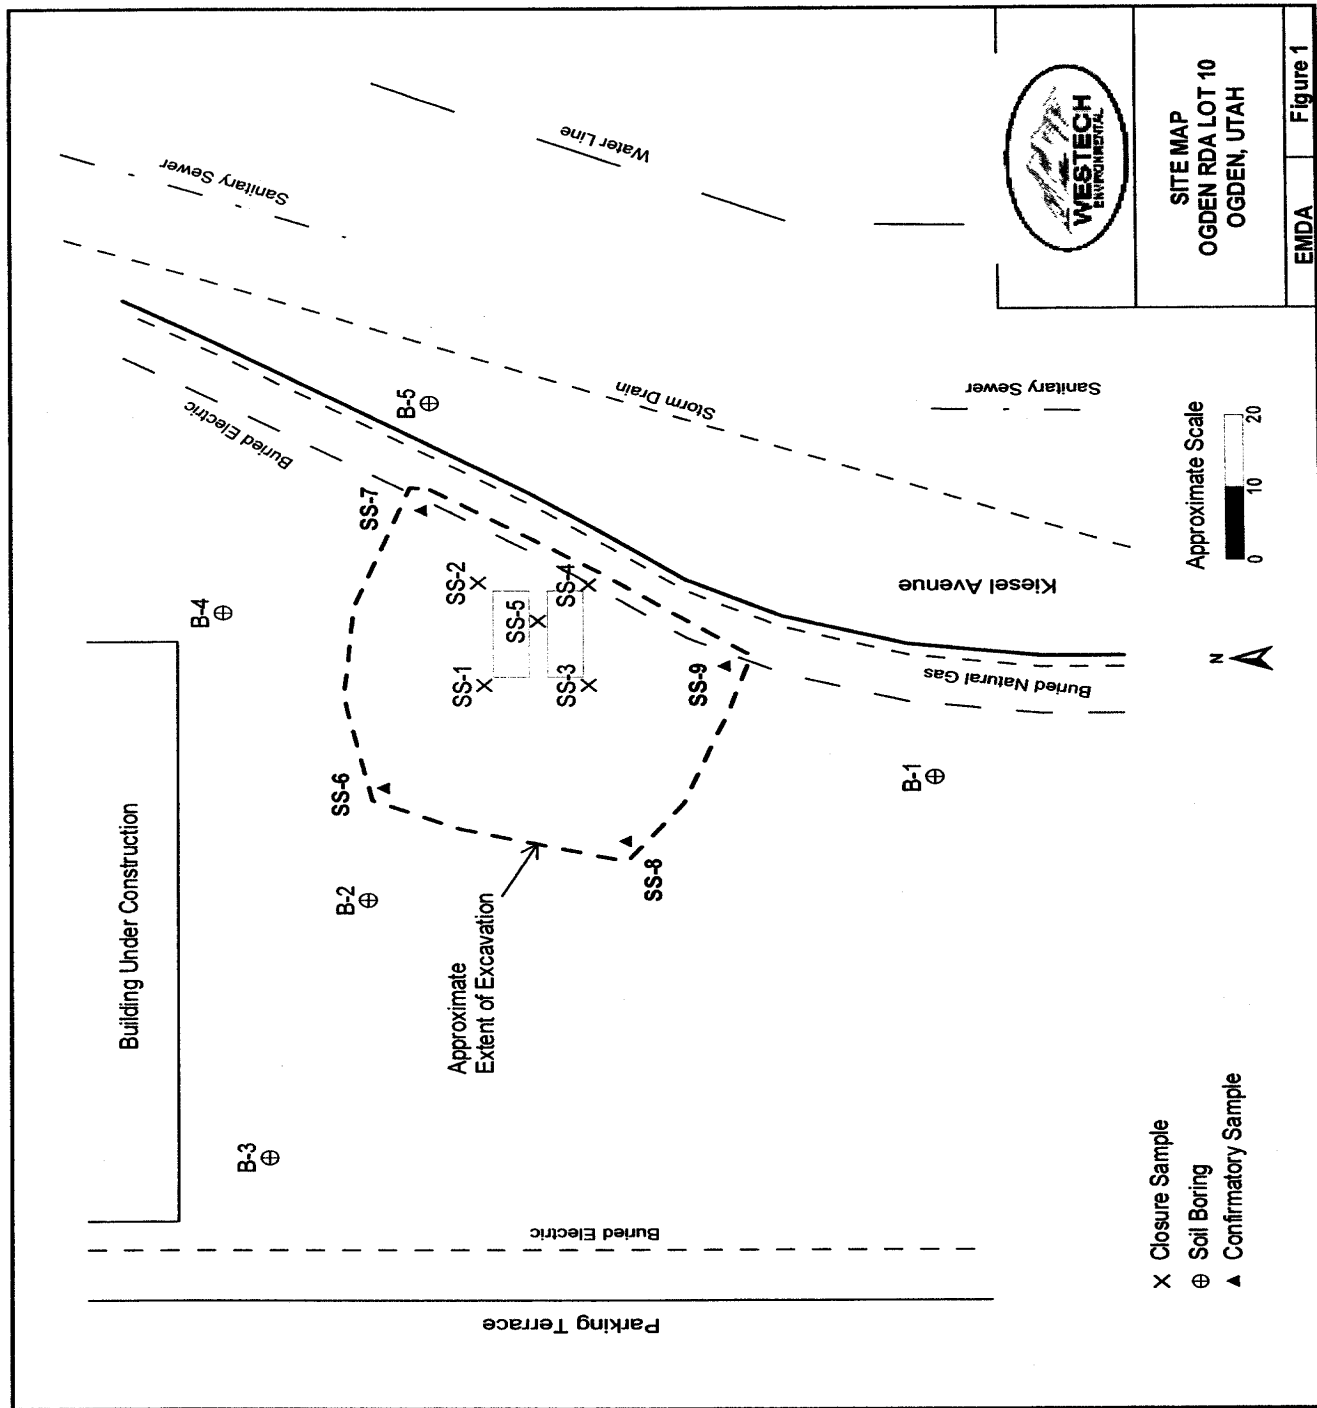 Building Under Construction
Parking Terrace
Buried Electric
B-3
B-2
B-4
B-5
B-1
Buried Electric
Sanitary Sewer
Water Line
Storm Drain
Sanitary Sewer
SS-6
SS-7
SS-1
SS-2
SS-5
SS-3
SS-4
SS-8
SS-9
Approximate
Extent of Excavation
Buried Natural Gas
Kiesel Avenue
N
Approximate Scale
0 10 20
X Closure Sample
⊕ Soil Boring
▲ Confirmatory Sample
WESTECH
ENVIRONMENTAL
SITE MAP
OGDEN RDA LOT 10
OGDEN, UTAH
EMDA
Figure 1